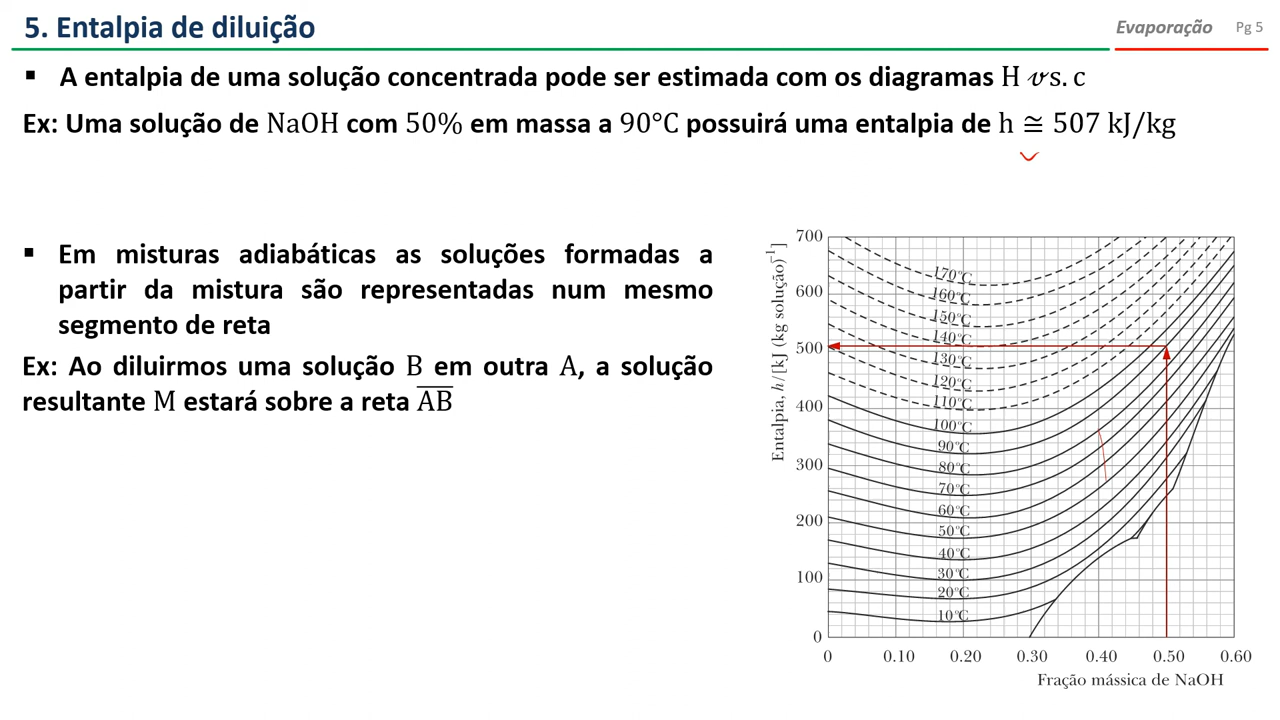 5. Entalpia de diluição
Evaporação Pg 5
▪ A entalpia de uma solução concentrada pode ser estimada com os diagramas H 𝓋s. c
Ex: Uma solução de NaOH com 50% em massa a 90°C possuirá uma entalpia de h ≅ 507 kJ/kg
▪ Em misturas adiabáticas as soluções formadas a
partir da mistura são representadas num mesmo
segmento de reta
Ex: Ao diluirmos uma solução B em outra A, a solução
resultante M estará sobre a reta A̅B̅
Entalpia, h/[kJ (kg solução)⁻¹]
700
600
500
400
300
200
100
0
170°C
160°C
150°C
140°C
130°C
120°C
110°C
100°C
90°C
80°C
70°C
60°C
50°C
40°C
30°C
20°C
10°C
0 0.10 0.20 0.30 0.40 0.50 0.60
Fração mássica de NaOH